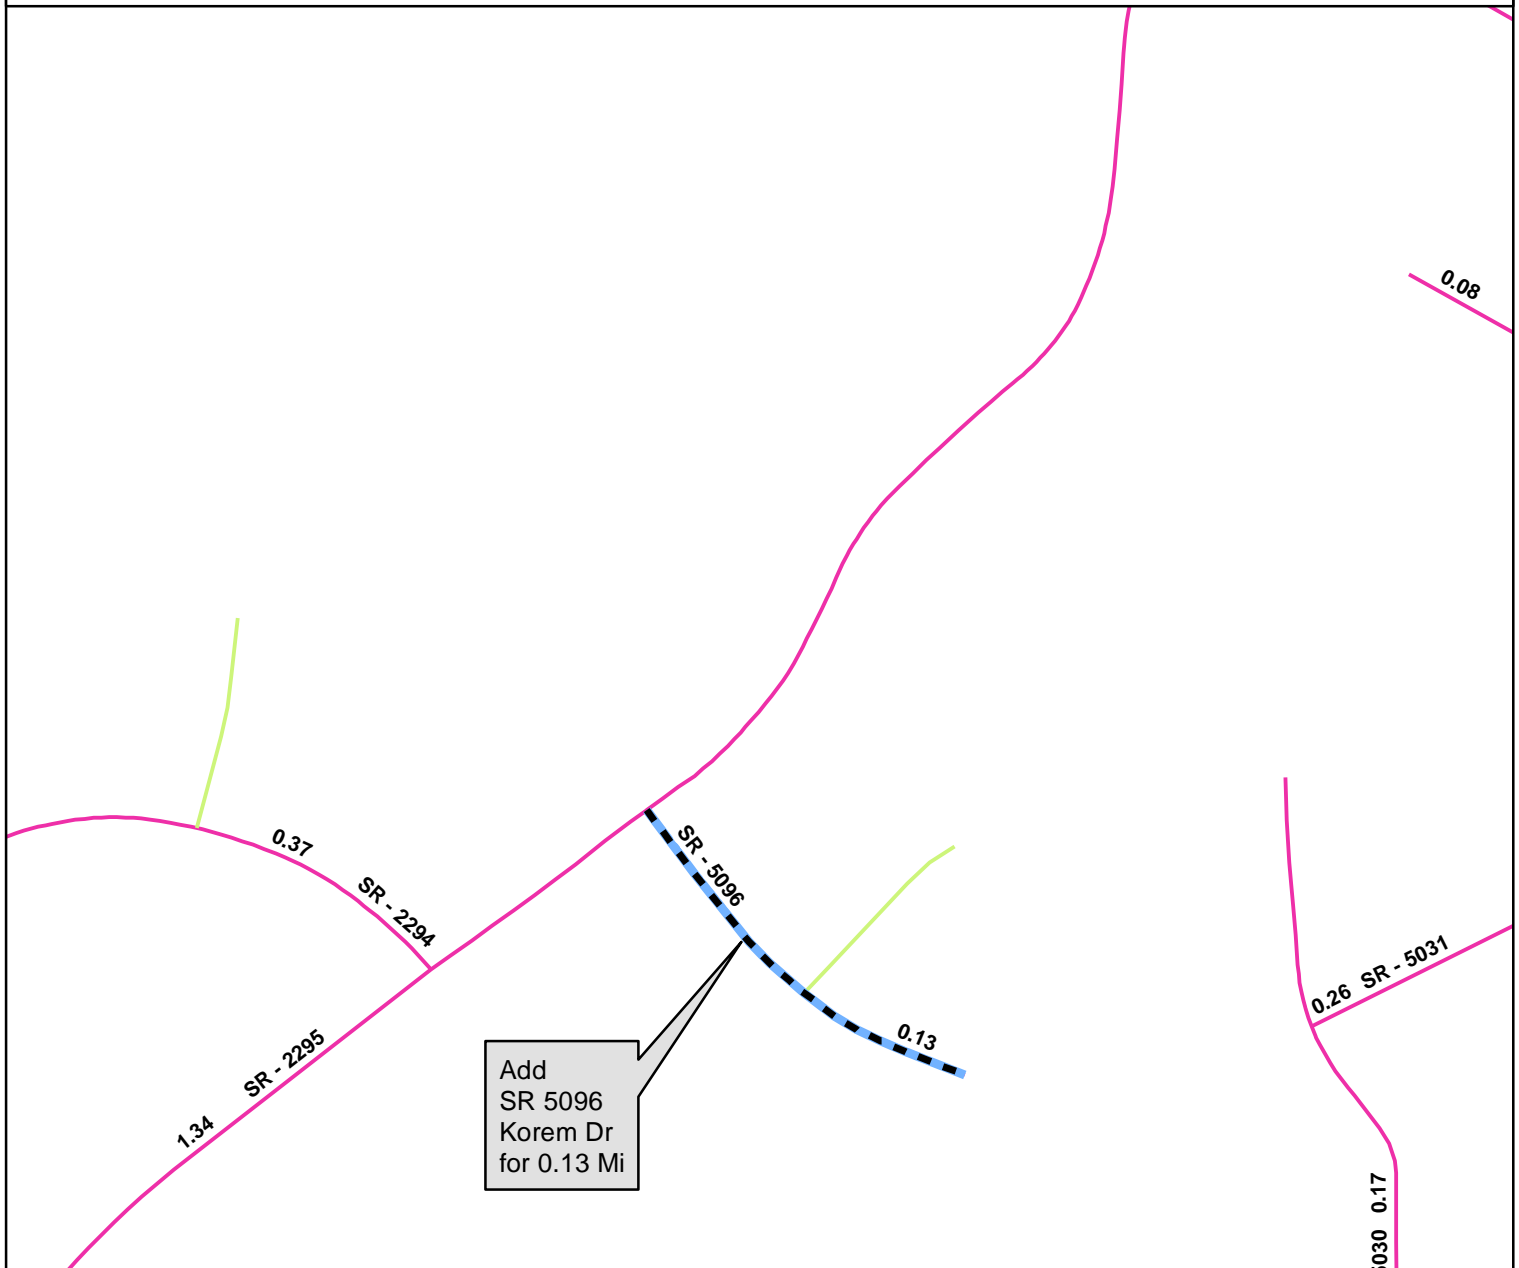 0.08
0.37
SR - 2294
SR - 5096
SR - 2295
1.34
0.13
0.26 SR - 5031
Add
SR 5096
Korem Dr
for 0.13 Mi
0.17